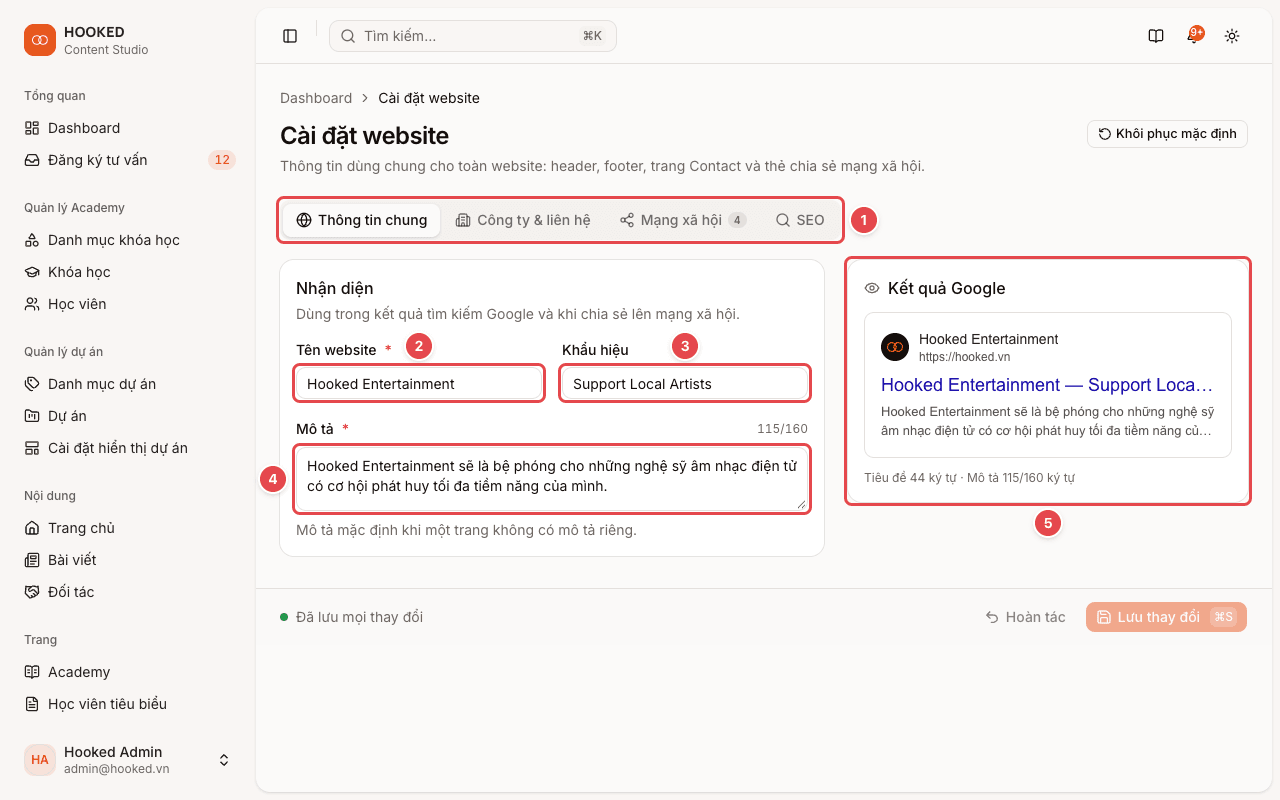 HOOKED
Content Studio
Tổng quan
Dashboard
Đăng ký tư vấn 12
Quản lý Academy
Danh mục khóa học
Khóa học
Học viên
Quản lý dự án
Danh mục dự án
Dự án
Cài đặt hiển thị dự án
Nội dung
Trang chủ
Bài viết
Đối tác
Trang
Academy
Học viên tiêu biểu
HA
Hooked Admin
admin@hooked.vn
Tìm kiếm... ⌘K
9+
Dashboard > Cài đặt website
Cài đặt website
Khôi phục mặc định
Thông tin dùng chung cho toàn website: header, footer, trang Contact và thẻ chia sẻ mạng xã hội.
Thông tin chung Công ty & liên hệ Mạng xã hội 4 SEO 1
Nhận diện
Dùng trong kết quả tìm kiếm Google và khi chia sẻ lên mạng xã hội.
Tên website * 2 Khẩu hiệu 3
Hooked Entertainment Support Local Artists
Mô tả * 115/160
4
Hooked Entertainment sẽ là bệ phóng cho những nghệ sỹ âm nhạc điện tử
có cơ hội phát huy tối đa tiềm năng của mình.
Mô tả mặc định khi một trang không có mô tả riêng.
Kết quả Google
Hooked Entertainment
https://hooked.vn
Hooked Entertainment — Support Loca...
Hooked Entertainment sẽ là bệ phóng cho những nghệ sỹ
âm nhạc điện tử có cơ hội phát huy tối đa tiềm năng củ...
Tiêu đề 44 ký tự · Mô tả 115/160 ký tự
5
Đã lưu mọi thay đổi
Hoàn tác
Lưu thay đổi ⌘S